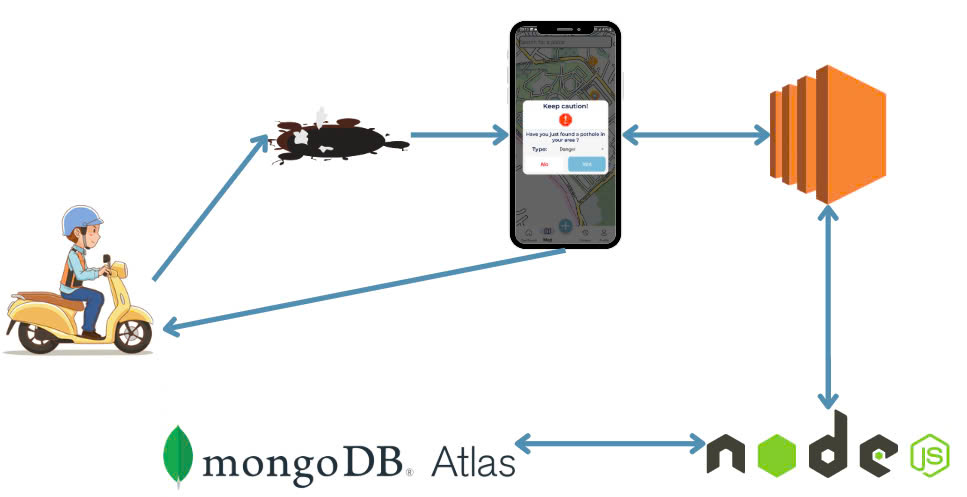 Search for a place
Keep caution!
Have you just found a pothole in
your area ?
Type: Danger
No Yes
Map
mongoDB® Atlas
node
JS